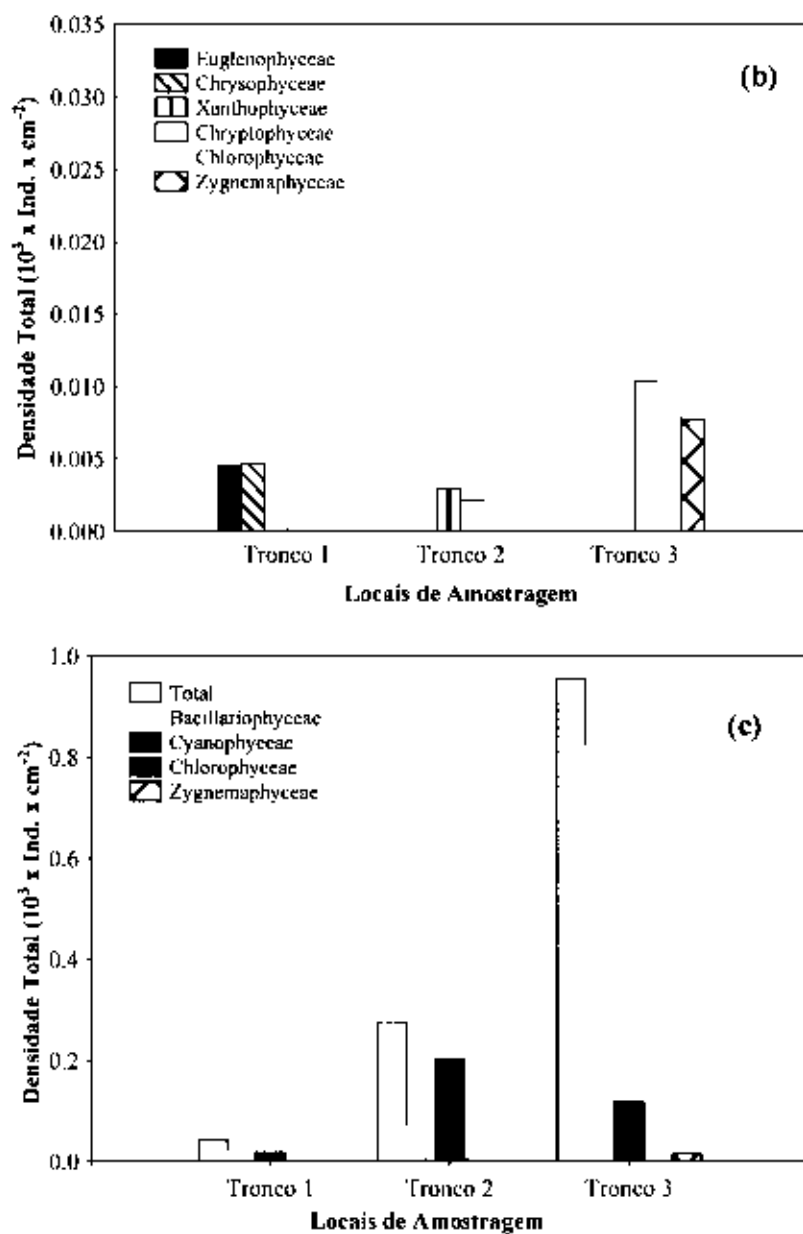 0.035
0.030
0.025
0.020
0.015
0.010
0.005
0.000
Densidade Total (10³ x Ind. x cm⁻²)
Euglenophyceae
Chrysophyceae
Xanthophyceae
Chryptophyceae
Chlorophyceae
Zygnemaphyceae
(b)
Tronco 1 Tronco 2 Tronco 3
Locais de Amostragem
1.0
0.8
0.6
0.4
0.2
0.0
Densidade Total (10³ x Ind. x cm⁻²)
Total
Bacillariophyceae
Cyanophyceae
Chlorophyceae
Zygnemaphyceae
(c)
Tronco 1 Tronco 2 Tronco 3
Locais de Amostragem